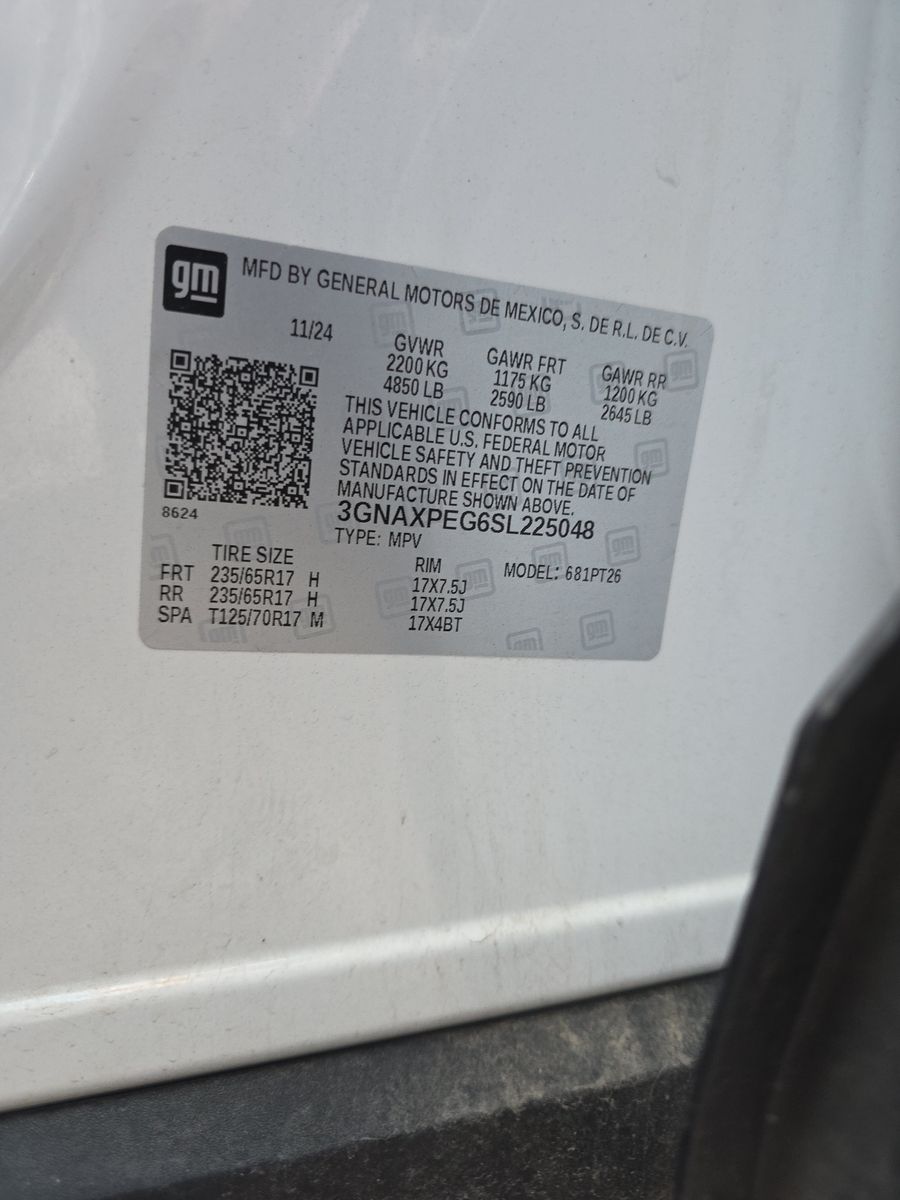 gm
MFD BY GENERAL MOTORS DE MEXICO, S. DE R.L. DE C.V.
11/24
GVWR GAWR FRT GAWR RR
2200 KG 1175 KG 1200 KG
4850 LB 2590 LB 2645 LB
THIS VEHICLE CONFORMS TO ALL
APPLICABLE U.S. FEDERAL MOTOR
VEHICLE SAFETY AND THEFT PREVENTION
STANDARDS IN EFFECT ON THE DATE OF
MANUFACTURE SHOWN ABOVE.
8624
3GNAXPEG6SL225048
TYPE: MPV
TIRE SIZE RIM MODEL: 681PT26
FRT 235/65R17 H 17X7.5J
RR 235/65R17 H 17X7.5J
SPA T125/70R17 M 17X4BT